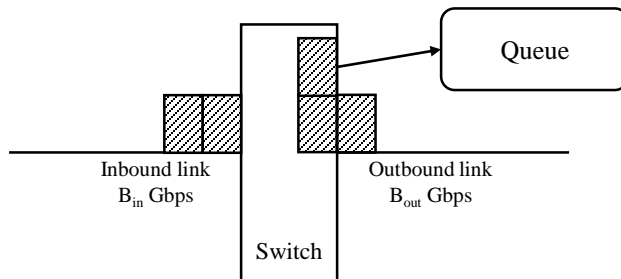 Queue
Inbound link
B_in Gbps
Outbound link
B_out Gbps
Switch